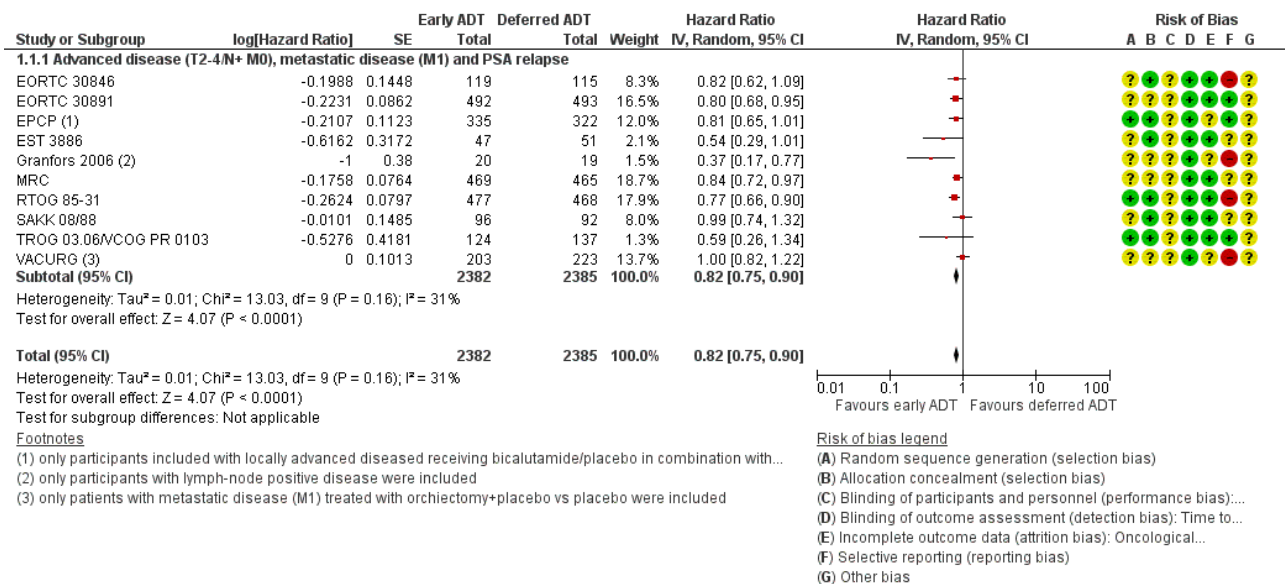 Early ADT Deferred ADT Hazard Ratio Hazard Ratio Risk of Bias
Study or Subgroup log[Hazard Ratio] SE Total Total Weight IV, Random, 95% CI IV, Random, 95% CI A B C D E F G
1.1.1 Advanced disease (T2-4/N+ M0), metastatic disease (M1) and PSA relapse
EORTC 30846 -0.1988 0.1448 119 115 8.3% 0.82 [0.62, 1.09] ? + ? + + - ?
EORTC 30891 -0.2231 0.0862 492 493 16.5% 0.80 [0.68, 0.95] ? ? ? + + + ?
EPCP (1) -0.2107 0.1123 335 322 12.0% 0.81 [0.65, 1.01] + + ? + ? + ?
EST 3886 -0.6162 0.3172 47 51 2.1% 0.54 [0.29, 1.01] ? + ? + + ? ?
Granfors 2006 (2) -1 0.38 20 19 1.5% 0.37 [0.17, 0.77] ? ? ? + ? - ?
MRC -0.1758 0.0764 469 465 18.7% 0.84 [0.72, 0.97] ? ? ? + + ? ?
RTOG 85-31 -0.2624 0.0797 477 468 17.9% 0.77 [0.66, 0.90] + + ? + + - ?
SAKK 08/88 -0.0101 0.1485 96 92 8.0% 0.99 [0.74, 1.32] ? + ? + + ? ?
TROG 03.06/VCOG PR 0103 -0.5276 0.4181 124 137 1.3% 0.59 [0.26, 1.34] + + ? + + + ?
VACURG (3) 0 0.1013 203 223 13.7% 1.00 [0.82, 1.22] ? ? ? + ? - ?
Subtotal (95% CI) 2382 2385 100.0% 0.82 [0.75, 0.90]
Heterogeneity: Tau² = 0.01; Chi² = 13.03, df = 9 (P = 0.16); I² = 31%
Test for overall effect: Z = 4.07 (P < 0.0001)
Total (95% CI) 2382 2385 100.0% 0.82 [0.75, 0.90]
Heterogeneity: Tau² = 0.01; Chi² = 13.03, df = 9 (P = 0.16); I² = 31%
Test for overall effect: Z = 4.07 (P < 0.0001)
Test for subgroup differences: Not applicable
0.01 0.1 1 10 100
Favours early ADT Favours deferred ADT
Footnotes
(1) only participants included with locally advanced diseased receiving bicalutamide/placebo in combination with...
(2) only participants with lymph-node positive disease were included
(3) only patients with metastatic disease (M1) treated with orchiectomy+placebo vs placebo were included
Risk of bias legend
(A) Random sequence generation (selection bias)
(B) Allocation concealment (selection bias)
(C) Blinding of participants and personnel (performance bias):...
(D) Blinding of outcome assessment (detection bias): Time to...
(E) Incomplete outcome data (attrition bias): Oncological...
(F) Selective reporting (reporting bias)
(G) Other bias